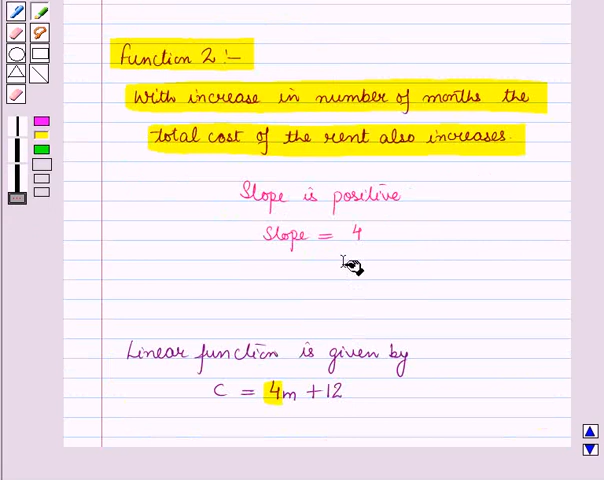 Function 2 :-
With increase in number of months the
total cost of the rent also increases.
Slope is positive
Slope = 4
Linear function is given by
C = 4m + 12